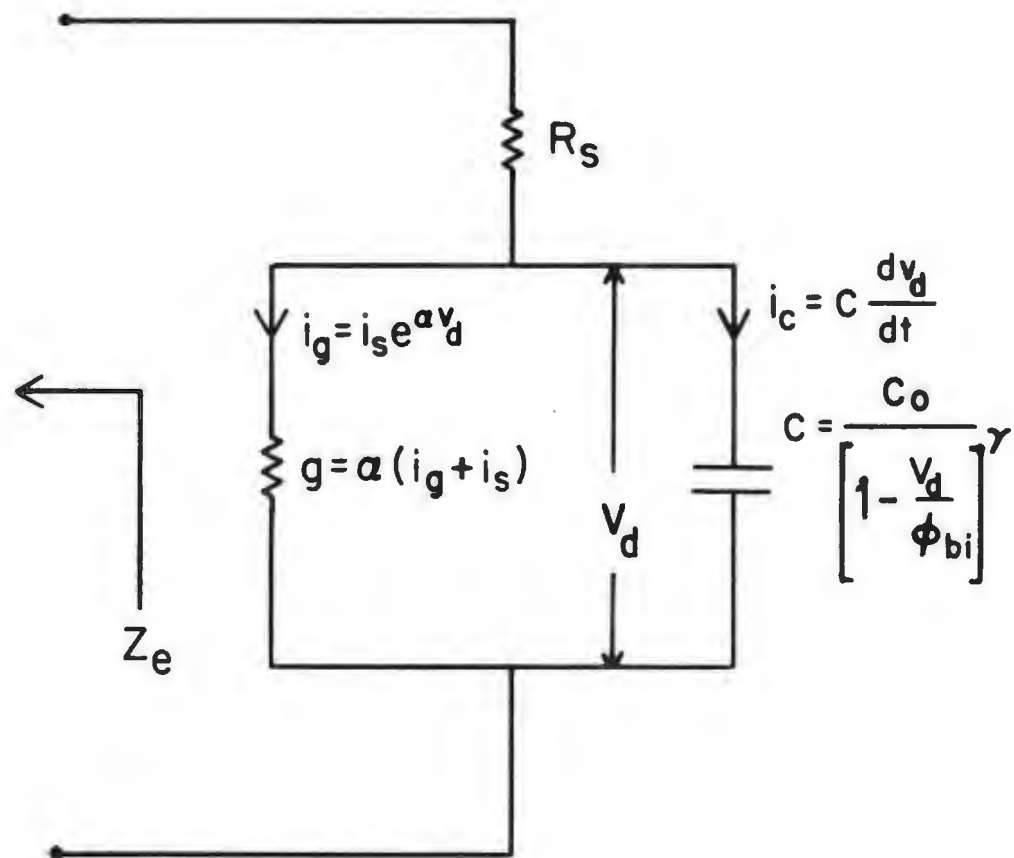 R_s
i_g = i_s e^{αv_d}
i_c = C dv_d/dt
g = α (i_g + i_s)
C = C_o/[1 - V_d/ϕ_bi]^γ
V_d
Z_e